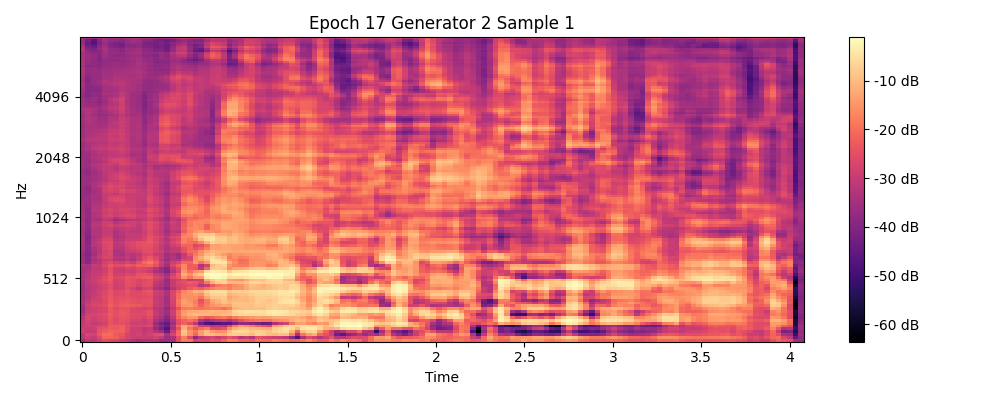 Epoch 17 Generator 2 Sample 1
Hz
4096
2048
1024
512
0
0
0.5
1
1.5
2
2.5
3
3.5
4
Time
-10 dB
-20 dB
-30 dB
-40 dB
-50 dB
-60 dB